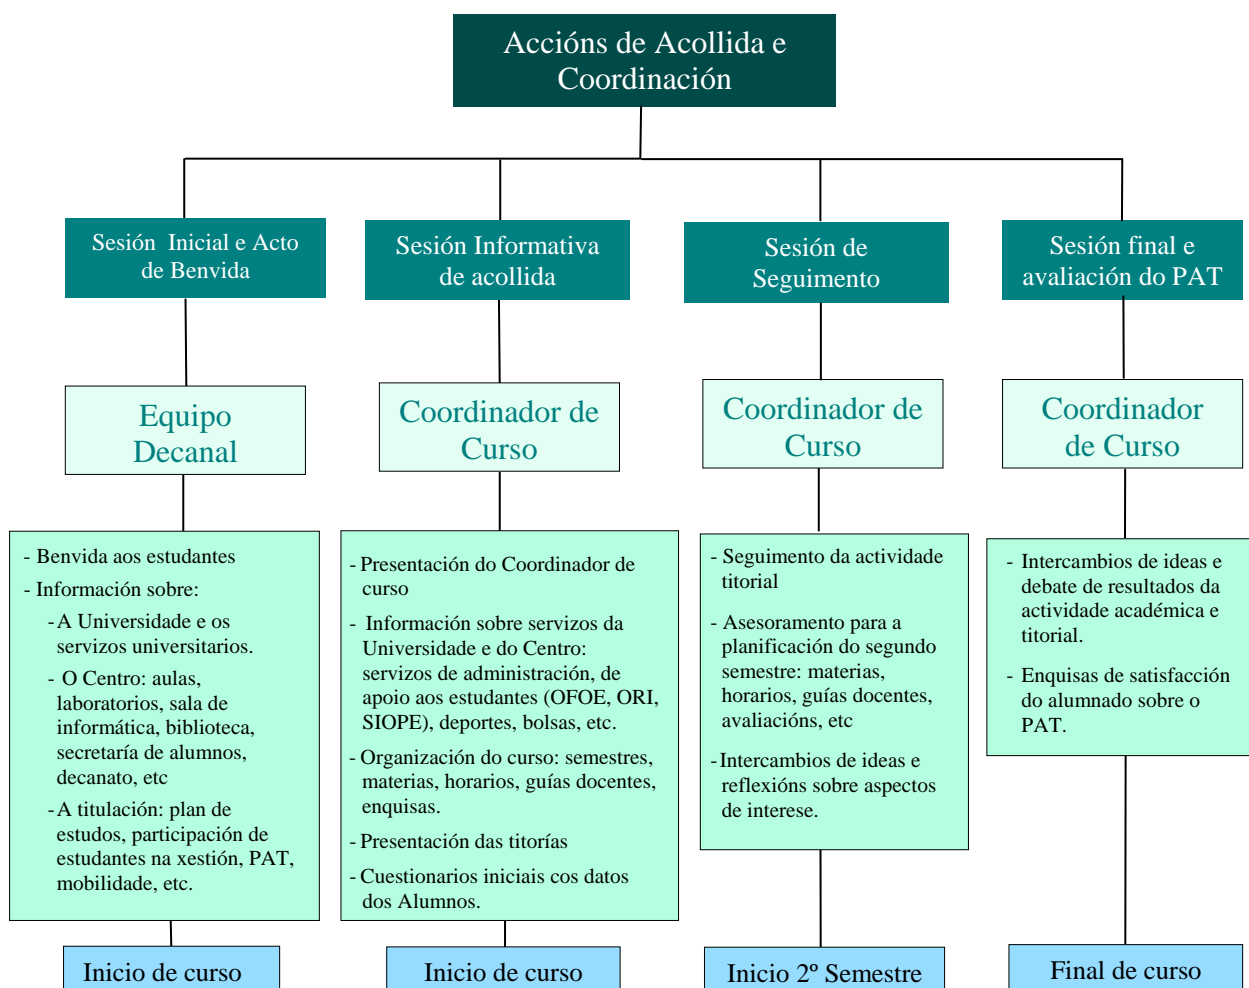 Accións de Acollida e
Coordinación
Sesión Inicial e Acto
de Benvida
Sesión Informativa
de acollida
Sesión de
Seguimento
Sesión final e
avaliación do PAT
Equipo
Decanal
Coordinador de
Curso
Coordinador de
Curso
Coordinador
de Curso
- Benvida aos estudantes
- Información sobre:
-A Universidade e os
servizos universitarios.
- O Centro: aulas,
laboratorios, sala de
informática, biblioteca,
secretaría de alumnos,
decanato, etc
-A titulación: plan de
estudos, participación de
estudantes na xestión, PAT,
mobilidade, etc.
- Presentación do Coordinador de
curso
- Información sobre servizos da
Universidade e do Centro:
servizos de administración, de
apoio aos estudantes (OFOE, ORI,
SIOPE), deportes, bolsas, etc.
- Organización do curso: semestres,
materias, horarios, guías docentes,
enquisas.
- Presentación das titorías
- Cuestionarios iniciais cos datos
dos Alumnos.
- Seguimento da actividade
titorial
- Asesoramento para a
planificación do segundo
semestre: materias,
horarios, guías docentes,
avaliacións, etc
-Intercambios de ideas e
reflexións sobre aspectos
de interese.
- Intercambios de ideas e
debate de resultados da
actividade académica e
titorial.
- Enquisas de satisfacción
do alumnado sobre o
PAT.
Inicio de curso
Inicio de curso
Inicio 2º Semestre
Final de curso